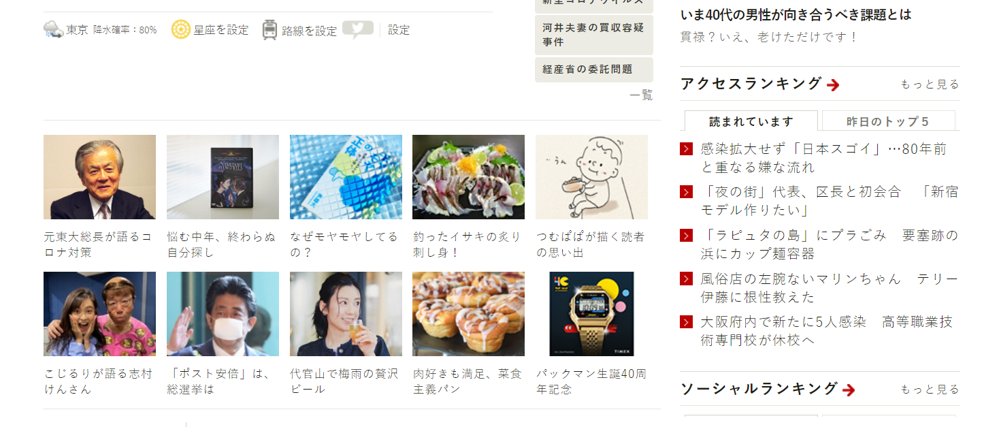 東京 降水確率：80% 星座を設定 路線を設定 設定
新型コロナウイルス
河井夫妻の買収容疑
事件
経産省の委託問題
一覧
元東大総長が語るコ
ロナ対策
悩む中年、終わらぬ
自分探し
なぜモヤモヤしてる
の？
釣ったイサキの炙り
刺し身！
うん
つむぱぱが描く読者
の思い出
こじるりが語る志村
けんさん
「ポスト安倍」は、
総選挙は
代官山で梅雨の贅沢
ビール
肉好きも満足、菜食
主義パン
TIMEX
パックマン生誕40周
年記念
いま40代の男性が向き合うべき課題とは
貫禄？いえ、老けただけです！
アクセスランキング もっと見る
読まれています 昨日のトップ５
感染拡大せず「日本スゴイ」…80年前
と重なる嫌な流れ
「夜の街」代表、区長と初会合　「新宿
モデル作りたい」
「ラピュタの島」にプラごみ　要塞跡の
浜にカップ麺容器
風俗店の左腕ないマリンちゃん　テリー
伊藤に根性教えた
大阪府内で新たに5人感染　高等職業技
術専門校が休校へ
ソーシャルランキング もっと見る